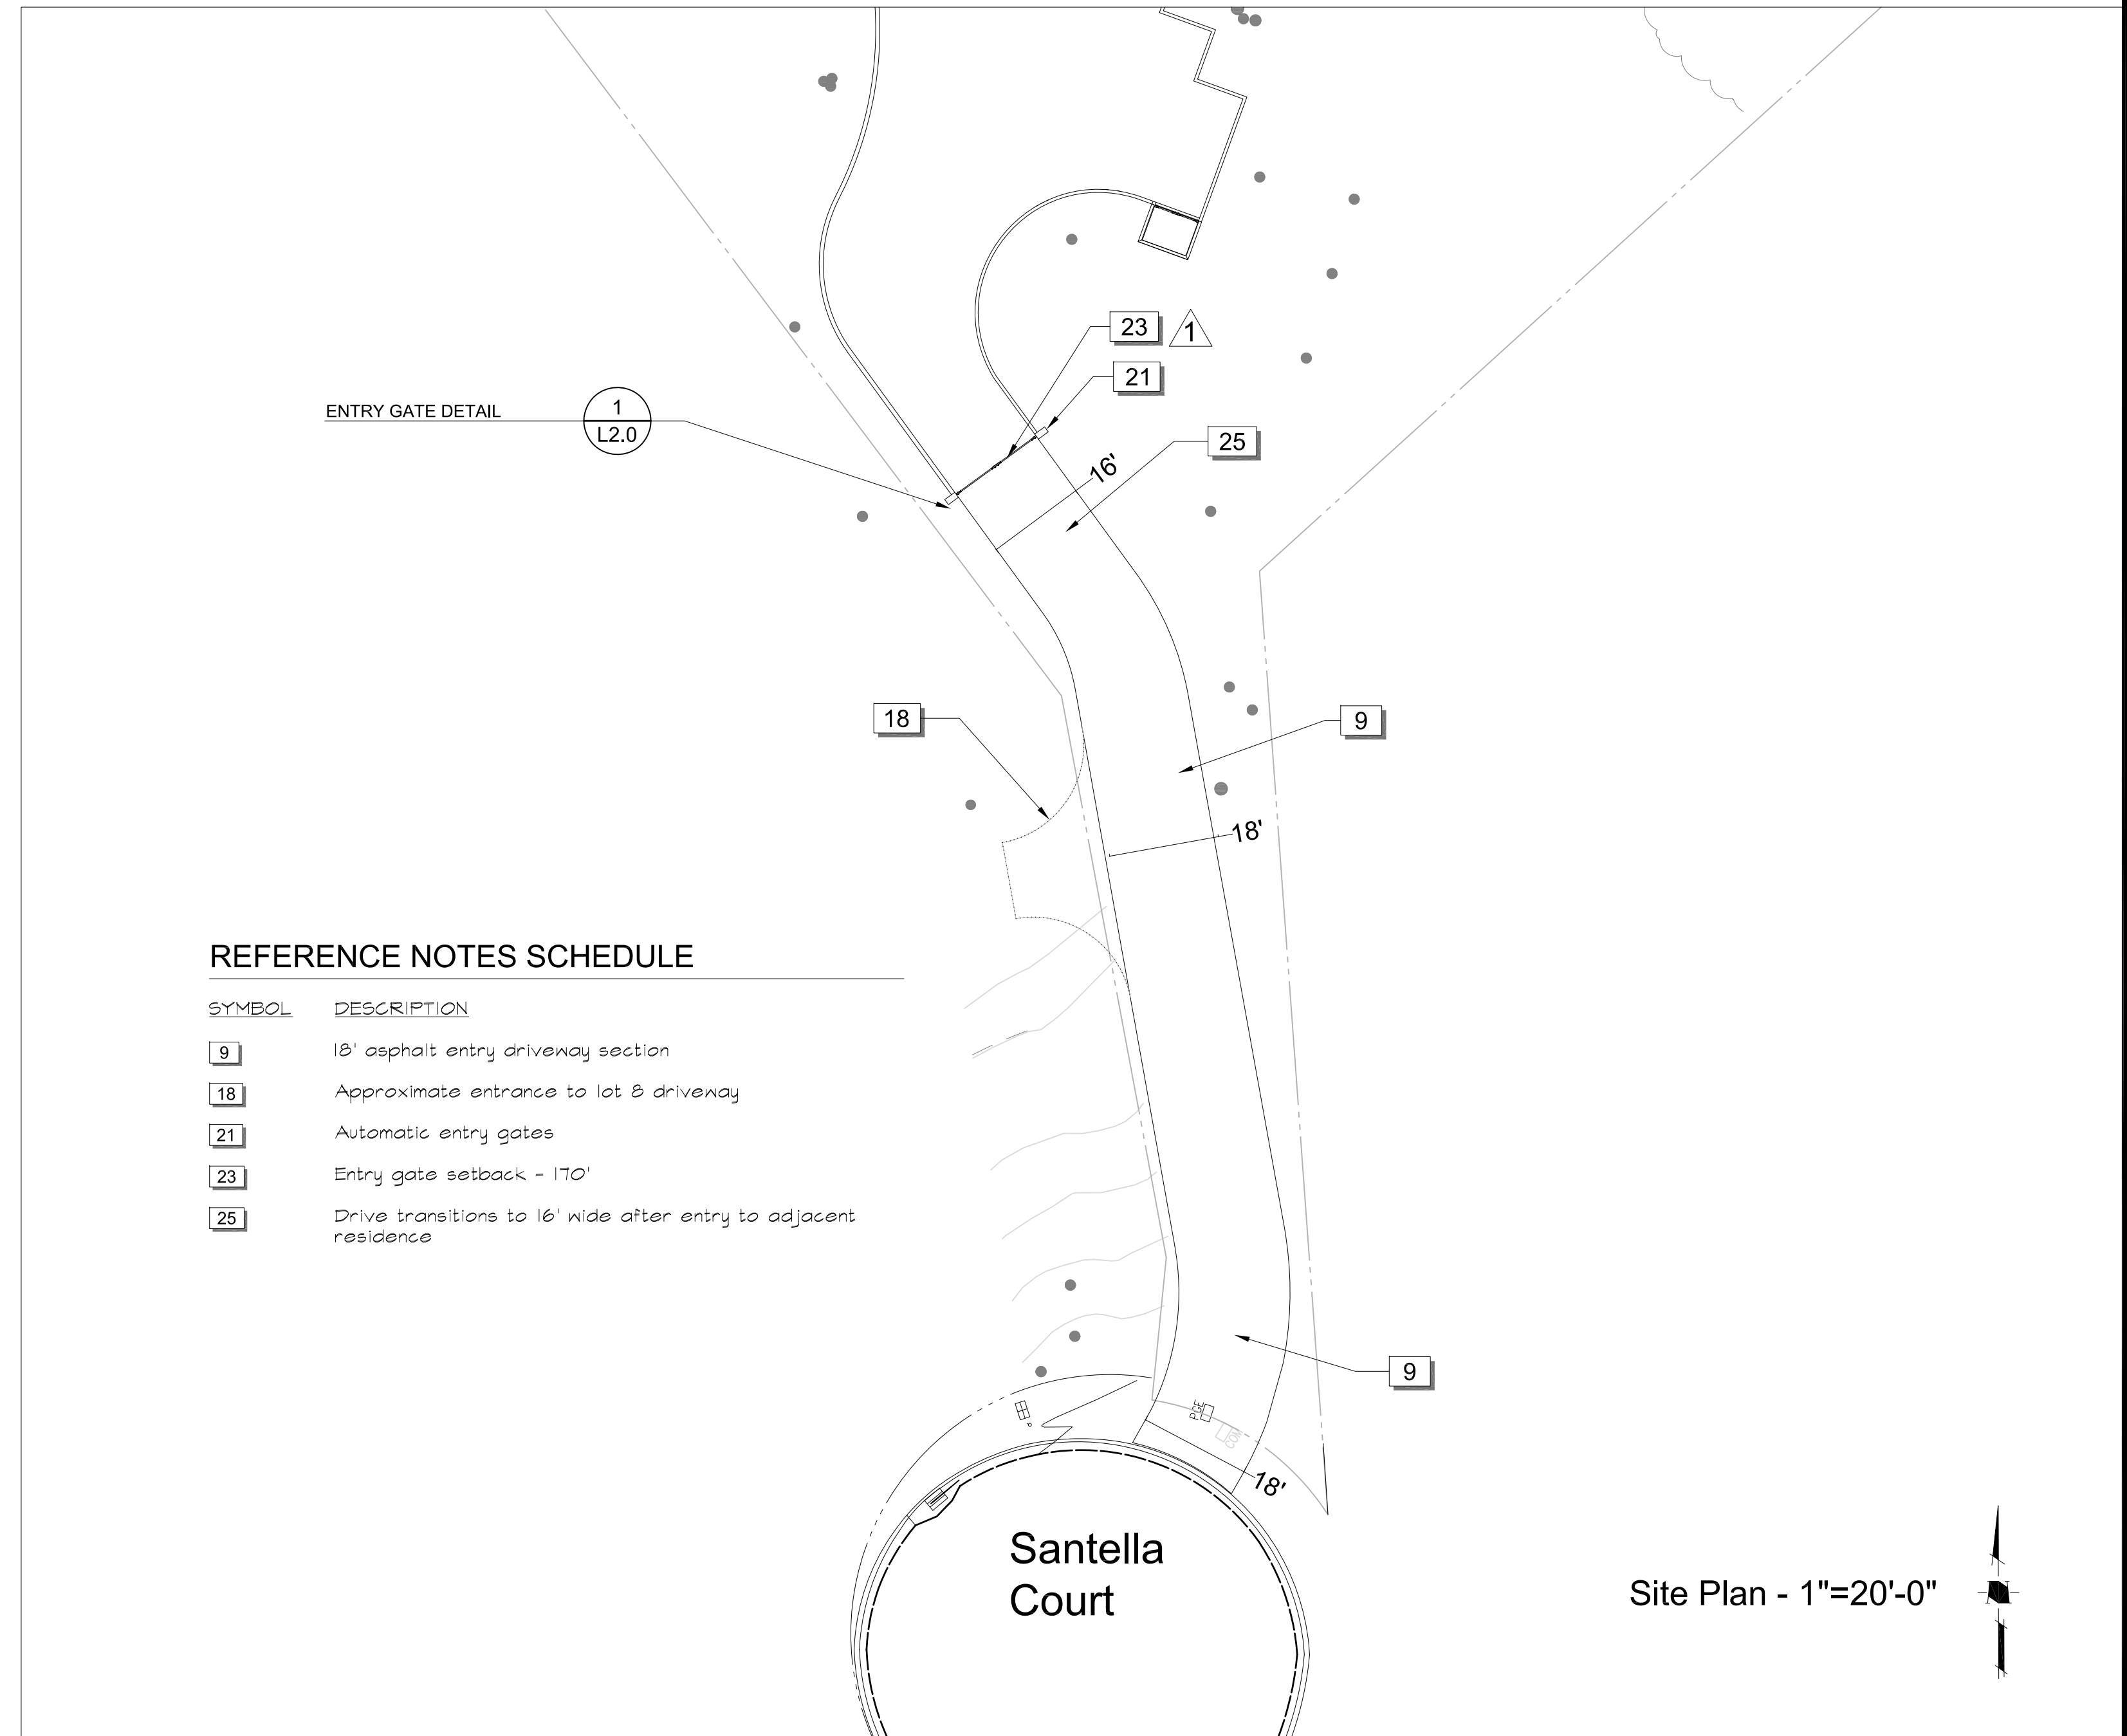 23
1
21
ENTRY GATE DETAIL
1
L2.0
25
16'
18
9
18'
REFERENCE NOTES SCHEDULE
SYMBOL DESCRIPTION
9 18' asphalt entry driveway section
18 Approximate entrance to lot 8 driveway
21 Automatic entry gates
23 Entry gate setback - 170'
25 Drive transitions to 16' wide after entry to adjacent
residence
9
PGE
COM
18'
Santella
Court
Site Plan - 1"=20'-0"